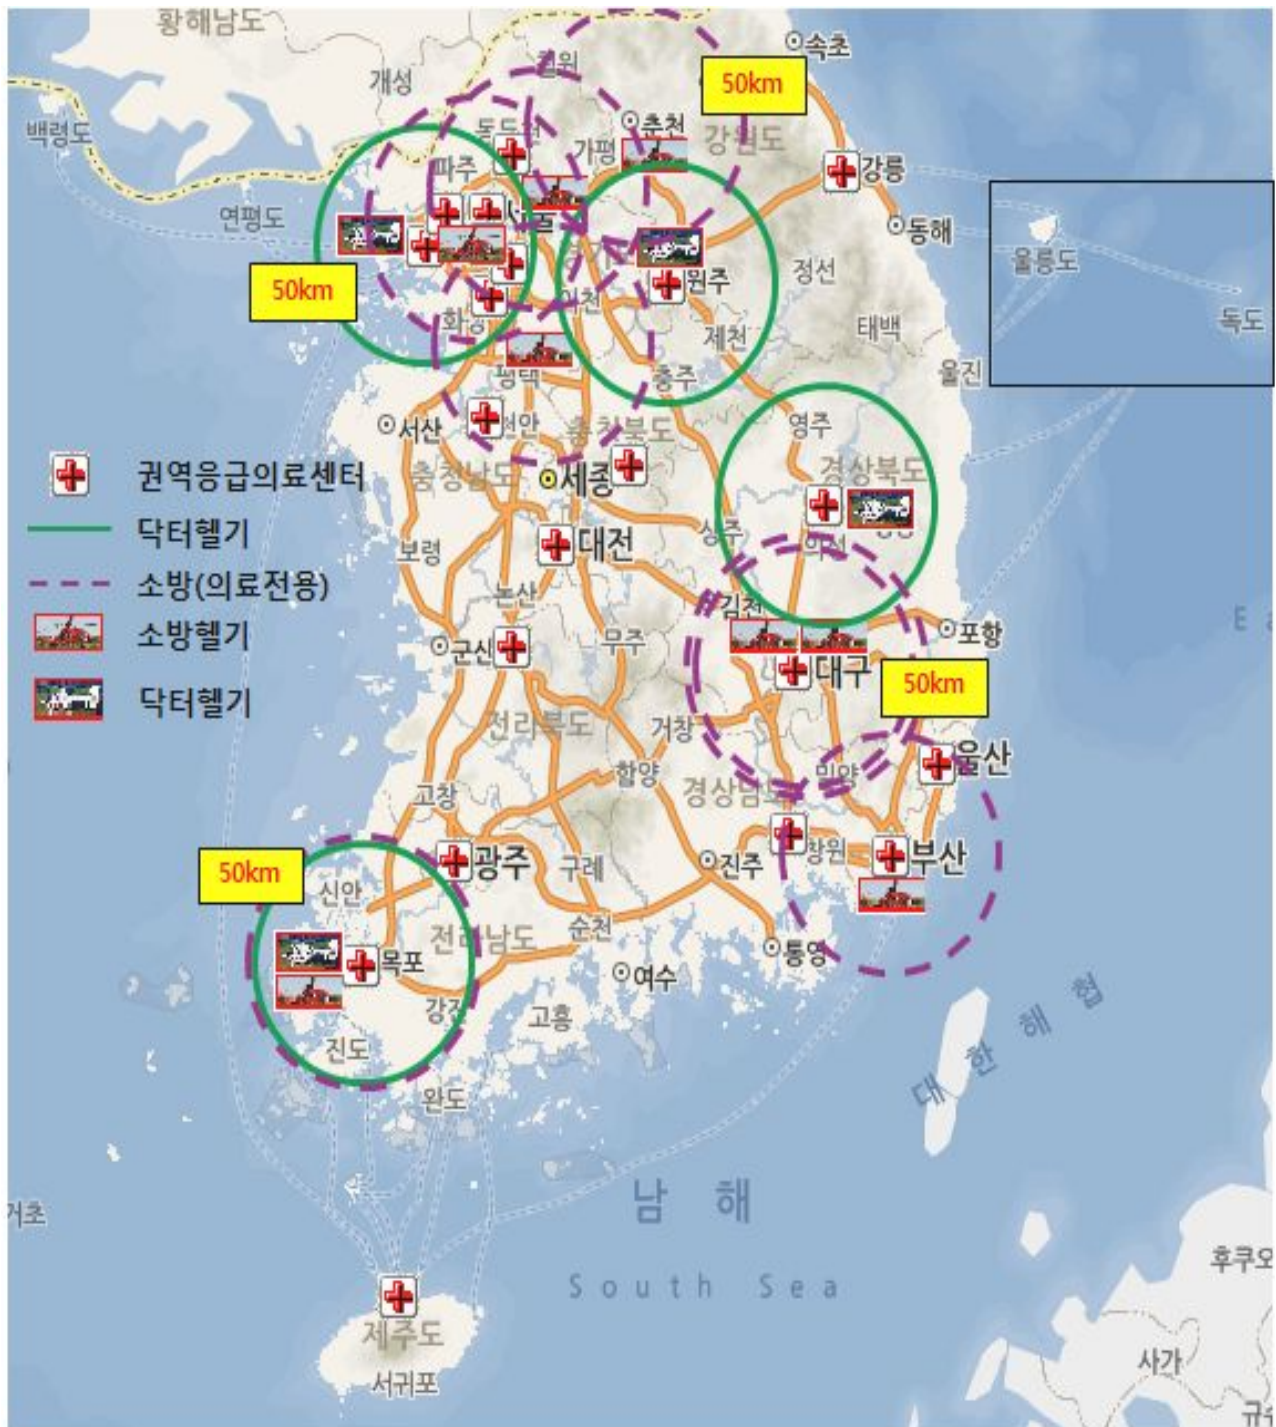 황해남도
속초
철원
개성
50km
백령도
춘천
가평
강원도
파주
강릉
연평도
동해
울릉도
독도
50km
원주
정선
이천
화성
제천
태백
울진
평택
충주
서산
천안
충청북도
영주
충청남도
세종
경상북도
권역응급의료센터
닥터헬기
소방(의료전용)
소방헬기
닥터헬기
대전
상주
의성
보령
논산
김천
군산
무주
포항
대구
50km
전라북도
거창
울산
함양
밀양
경상남도
고창
광주
구례
진주
창원
부산
50km
신안
전라남도
순천
통영
목포
여수
강진
고흥
진도
완도
대한해협
남해
South Sea
거초
후쿠오
제주도
서귀포
사가
규슈